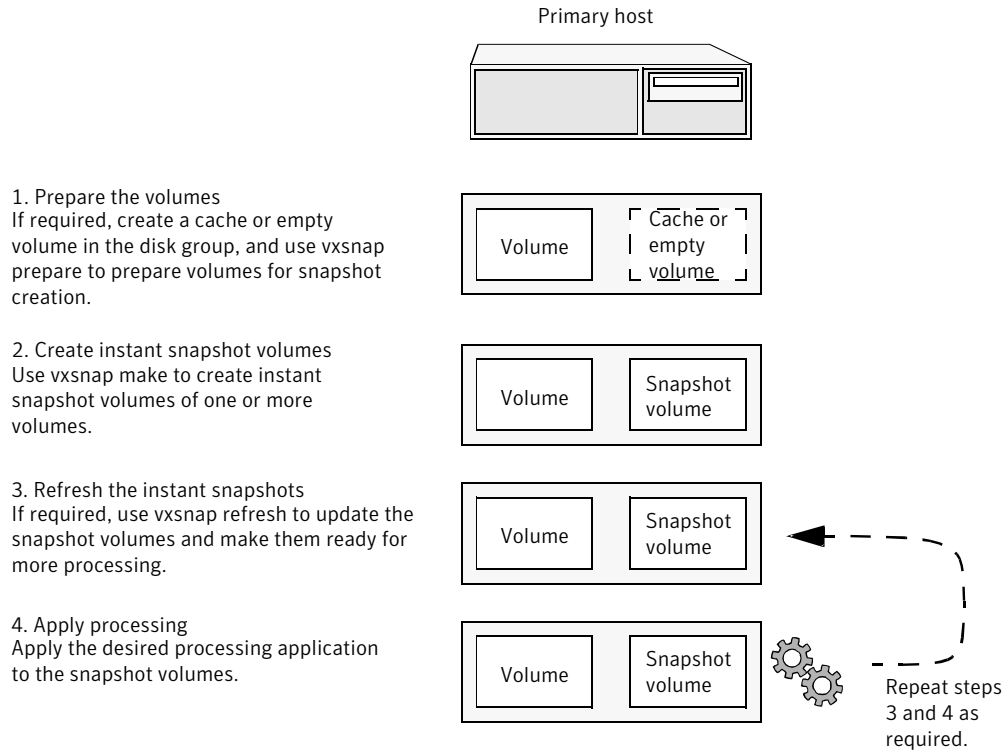 Primary host
1. Prepare the volumes
If required, create a cache or empty
volume in the disk group, and use vxsnap
prepare to prepare volumes for snapshot
creation.
Volume
Cache or
empty
volume
2. Create instant snapshot volumes
Use vxsnap make to create instant
snapshot volumes of one or more
volumes.
Volume
Snapshot
volume
3. Refresh the instant snapshots
If required, use vxsnap refresh to update the
snapshot volumes and make them ready for
more processing.
Volume
Snapshot
volume
4. Apply processing
Apply the desired processing application
to the snapshot volumes.
Volume
Snapshot
volume
Repeat steps
3 and 4 as
required.